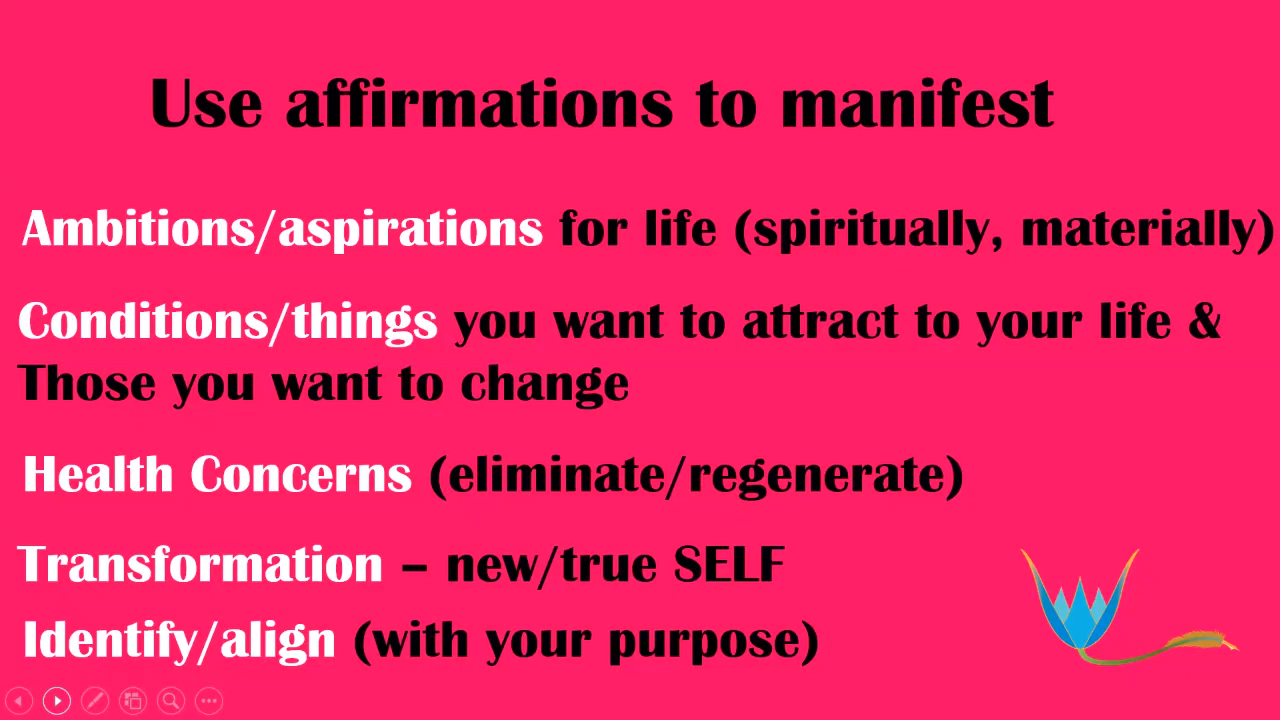 Use affirmations to manifest
Ambitions/aspirations for life (spiritually, materially)
Conditions/things you want to attract to your life &
Those you want to change
Health Concerns (eliminate/regenerate)
Transformation – new/true SELF
Identify/align (with your purpose)